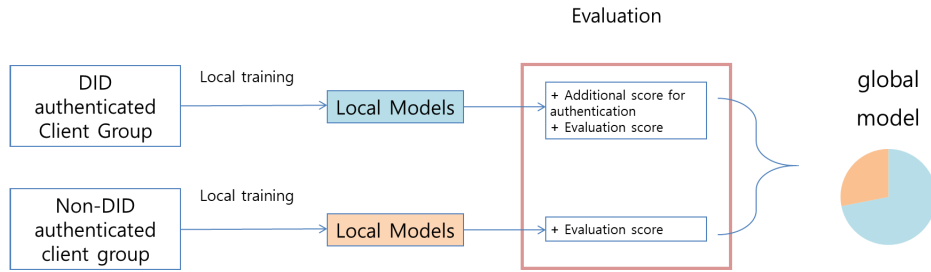 Evaluation
DID
authenticated
Client Group
Local training
Local Models
+ Additional score for
authentication
+ Evaluation score
global
model
Non-DID
authenticated
client group
Local training
Local Models
+ Evaluation score